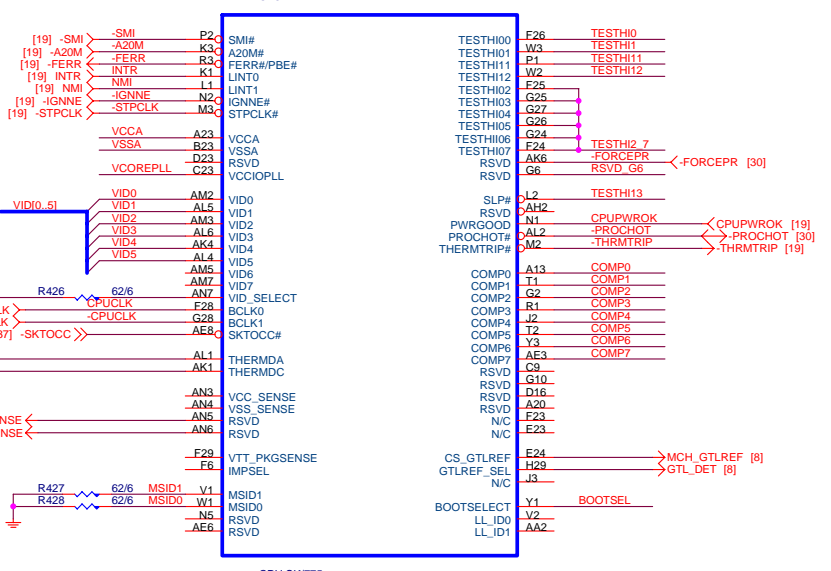 [19] -SMI -SMI P2 SMI# TESTHI00 F26 TESTHI0
[19] -A20M -A20M K3 A20M# TESTHI01 W3 TESTHI1
[19] -FERR -FERR R3 FERR#/PBE# TESTHI11 P1 TESTHI11
[19] INTR INTR K1 LINT0 TESTHI12 W2 TESTHI12
[19] NMI NMI L1 LINT1 TESTHI02 F25
[19] -IGNNE -IGNNE N2 IGNNE# TESTHI03 G25
[19] -STPCLK -STPCLK M3 STPCLK# TESTHI04 G27
TESTHI05 G26
VCCA A23 VCCA TESTHI06 G24
VSSA B23 VSSA TESTHI07 F24 TESTHI2_7
D23 RSVD RSVD AK6 -FORCEPR -FORCEPR [30]
VCOREPLL C23 VCCIOPLL RSVD G6 RSVD_G6
VID[0..5] VID0 AM2 VID0 SLP# L2 TESTHI13
VID1 AL5 VID1 RSVD AH2
VID2 AM3 VID2 PWRGOOD N1 CPUPWROK CPUPWROK [19]
VID3 AL6 VID3 PROCHOT# AL2 -PROCHOT -PROCHOT [30]
VID4 AK4 VID4 THERMTRIP# M2 -THRMTRIP -THRMTRIP [19]
VID5 AL4 VID5
AM5 VID6 COMP0 A13 COMP0
AM7 VID7 COMP1 T1 COMP1
R426 62/6 AN7 VID_SELECT COMP2 G2 COMP2
LK CPUCLK F28 BCLK0 COMP3 R1 COMP3
K -CPUCLK G28 BCLK1 COMP4 J2 COMP4
37] -SKTOCC AE8 SKTOCC# COMP5 T2 COMP5
COMP6 Y3 COMP6
AL1 THERMDA COMP7 AE3 COMP7
AK1 THERMDC RSVD C9
RSVD G10
AN3 VCC_SENSE RSVD D16
AN4 VSS_SENSE RSVD A20
NSE AN5 RSVD N/C F23
NSE AN6 RSVD N/C E23
F29 VTT_PKGSENSE CS_GTLREF E24 MCH_GTLREF [8]
F6 IMPSEL GTLREF_SEL H29 GTL_DET [8]
N/C J3
R427 62/6 MSID1 V1 MSID1
R428 62/6 MSID0 W1 MSID0 BOOTSELECT Y1 BOOTSEL
N5 RSVD LL_ID0 V2
AE6 RSVD LL_ID1 AA2